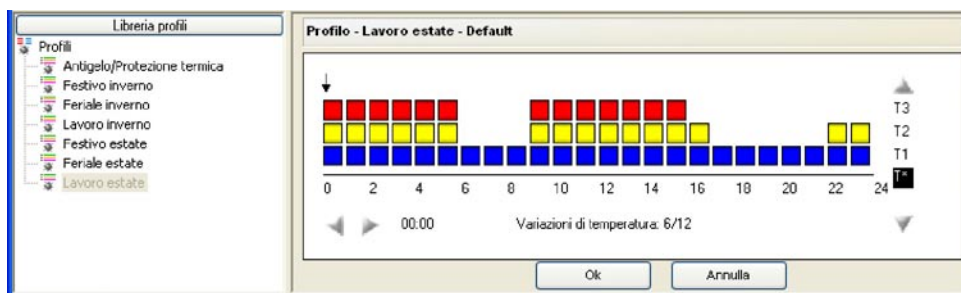 Libreria profili
Profili
Antigelo/Protezione termica
Festivo inverno
Feriale inverno
Lavoro inverno
Festivo estate
Feriale estate
Lavoro estate
Profilo - Lavoro estate - Default
T3
T2
T1
T*
0 2 4 6 8 10 12 14 16 18 20 22 24
00:00 Variazioni di temperatura: 6/12
Ok Annulla